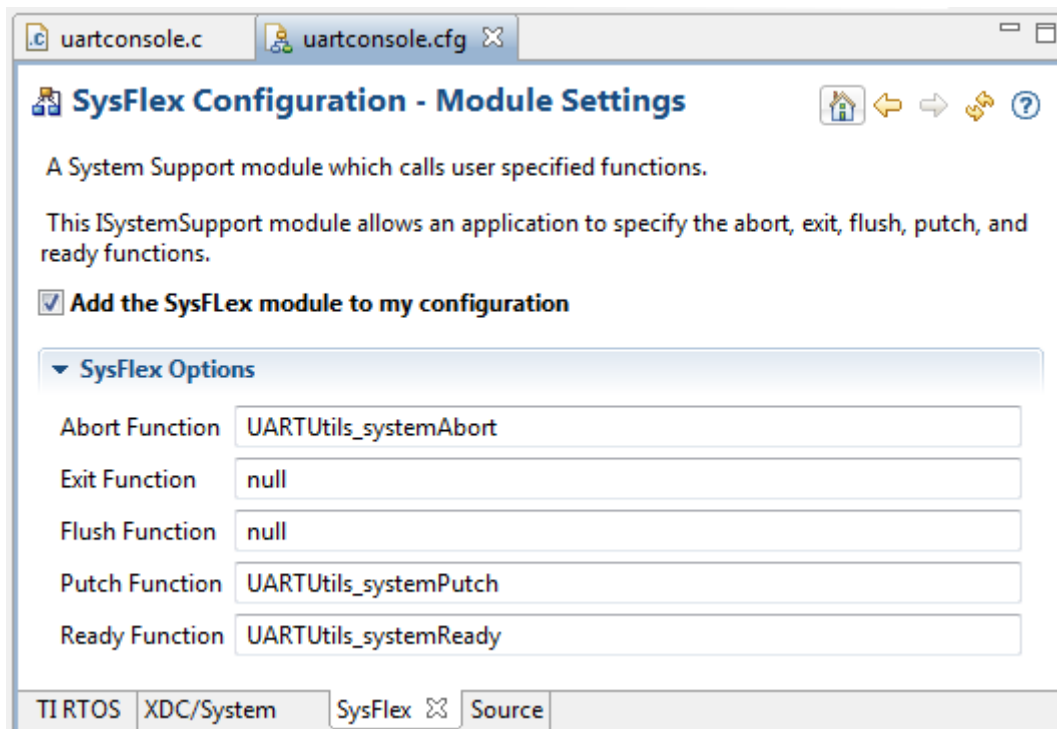 uartconsole.c
uartconsole.cfg
SysFlex Configuration - Module Settings
A System Support module which calls user specified functions.
This ISystemSupport module allows an application to specify the abort, exit, flush, putch, and
ready functions.
Add the SysFLex module to my configuration
SysFlex Options
Abort Function UARTUtils_systemAbort
Exit Function null
Flush Function null
Putch Function UARTUtils_systemPutch
Ready Function UARTUtils_systemReady
TI RTOS XDC/System SysFlex Source